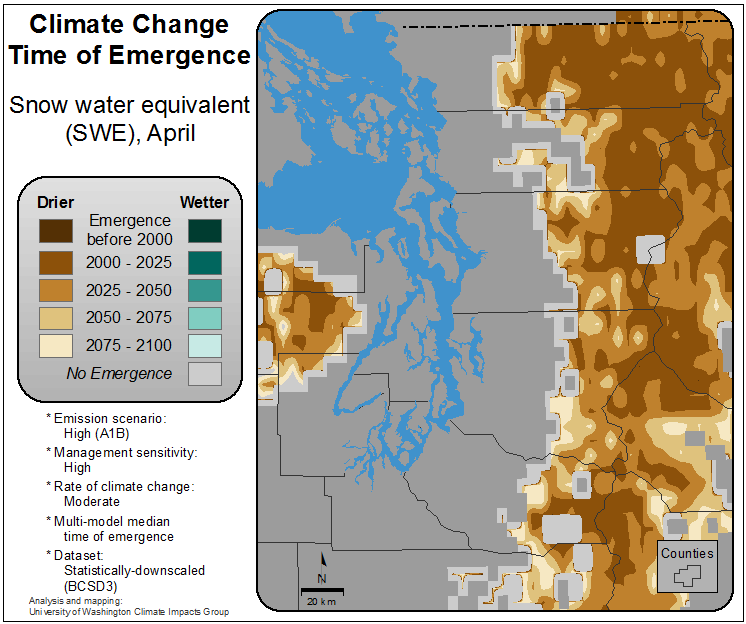 Climate Change
Time of Emergence
Snow water equivalent
(SWE), April
Drier Wetter
Emergence
before 2000
2000 - 2025
2025 - 2050
2050 - 2075
2075 - 2100
No Emergence
* Emission scenario:
High (A1B)
* Management sensitivity:
High
* Rate of climate change:
Moderate
* Multi-model median
time of emergence
* Dataset:
Statistically-downscaled
(BCSD3)
Analysis and mapping:
University of Washington Climate Impacts Group
N
20 km
Counties